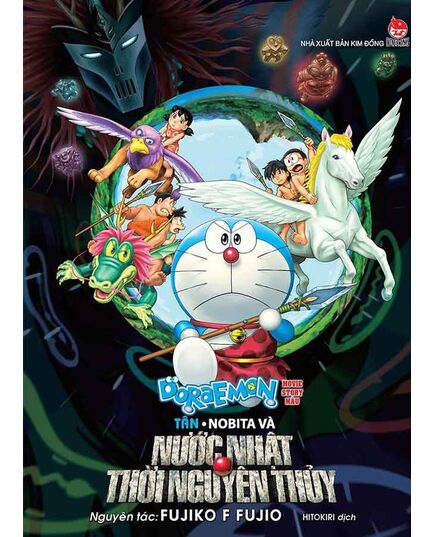 NHÀ XUẤT BẢN KIM ĐỒNG
DORAEMON
MOVIE
STORY
MÀU
TÂN • NOBITA VÀ
NƯỚC NHẬT
THỜI NGUYÊN THỦY
Nguyên tác: FUJIKO F FUJIO
HITOKIRI dịch